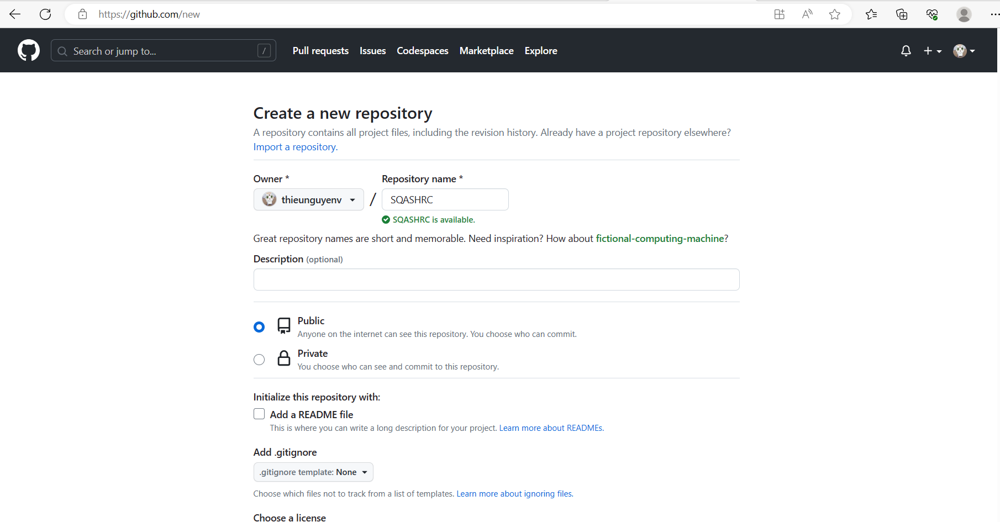 https://github.com/new
Search or jump to... /
Pull requests Issues Codespaces Marketplace Explore
Create a new repository
A repository contains all project files, including the revision history. Already have a project repository elsewhere?
Import a repository.
Owner * Repository name *
thieunguyenv / SQASHRC
SQASHRC is available.
Great repository names are short and memorable. Need inspiration? How about fictional-computing-machine?
Description (optional)
Public
Anyone on the internet can see this repository. You choose who can commit.
Private
You choose who can see and commit to this repository.
Initialize this repository with:
Add a README file
This is where you can write a long description for your project. Learn more about READMEs.
Add .gitignore
.gitignore template: None
Choose which files not to track from a list of templates. Learn more about ignoring files.
Choose a license